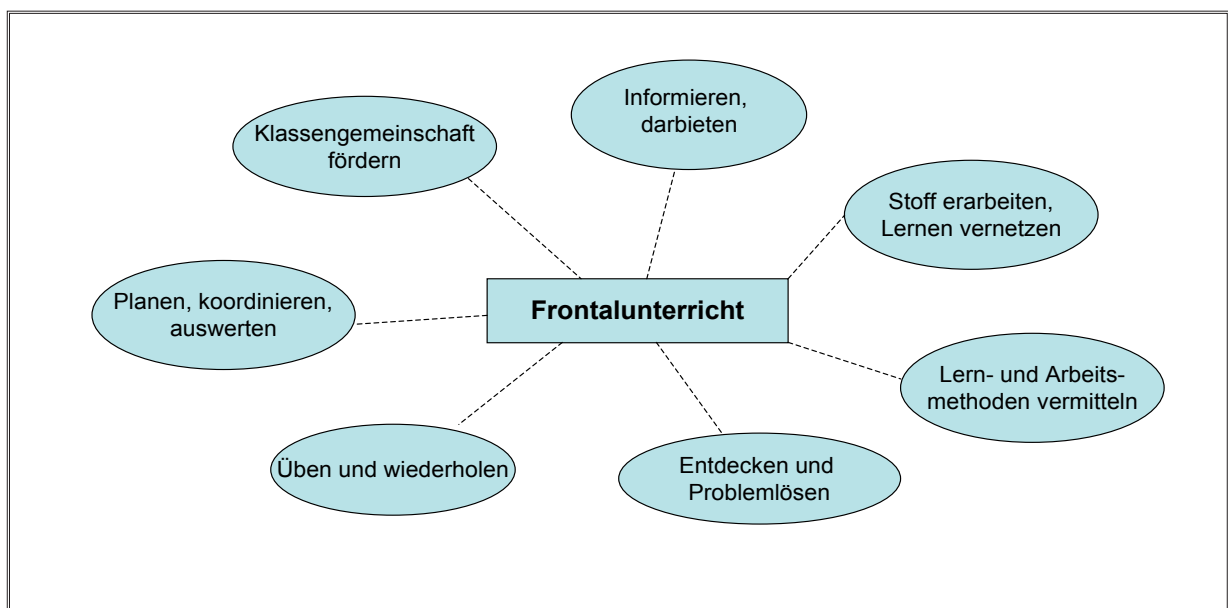 Informieren,
darbieten
Klassengemeinschaft
fördern
Stoff erarbeiten,
Lernen vernetzen
Frontalunterricht
Planen, koordinieren,
auswerten
Lern- und Arbeits-
methoden vermitteln
Üben und wiederholen
Entdecken und
Problemlösen